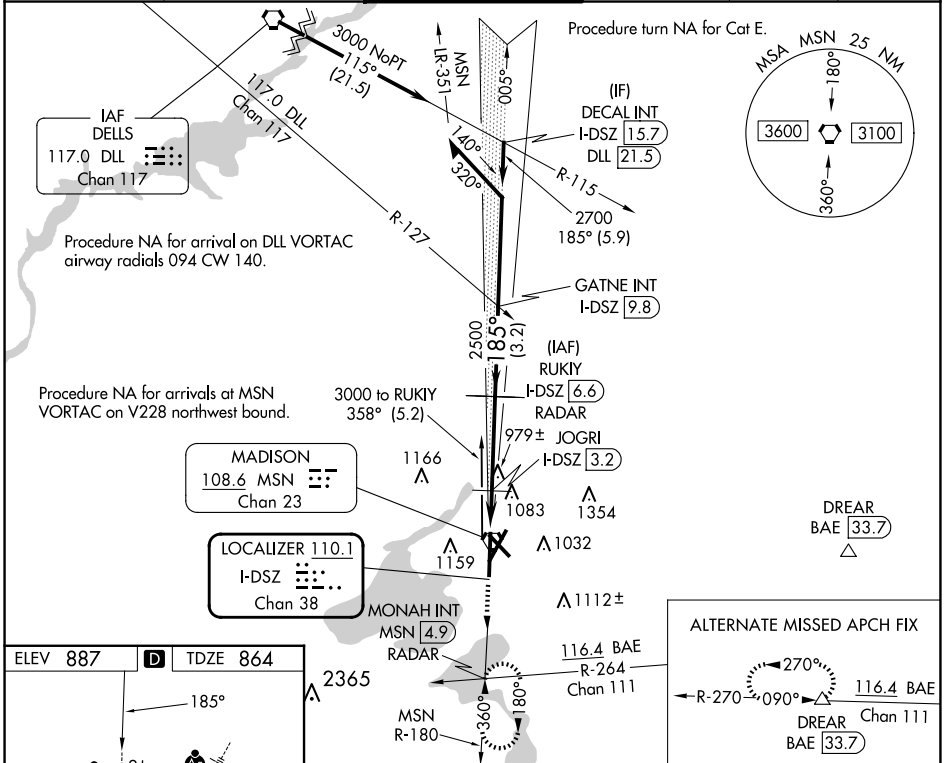 Procedure turn NA for Cat E.
3000 NoPT
115°
(21.5)
MSN
LR-351
005°
117.0 DLL
Chan 117
IAF
DELLS
117.0 DLL
Chan 117
(IF)
DECAL INT
I-DSZ 15.7
DLL 21.5
140°
320°
R-115
2700
185° (5.9)
R-127
MSA MSN 25 NM
180°
3600
3100
360°
Procedure NA for arrival on DLL VORTAC
airway radials 094 CW 140.
GATNE INT
I-DSZ 9.8
2500
185°
(3.2)
(IAF)
RUKIY
I-DSZ 6.6
RADAR
Procedure NA for arrivals at MSN
VORTAC on V228 northwest bound.
3000 to RUKIY
358° (5.2)
979±
JOGRI
I-DSZ 3.2
1166
1083
1354
MADISON
108.6 MSN
Chan 23
1159
1032
DREAR
BAE 33.7
LOCALIZER 110.1
I-DSZ
Chan 38
1112±
MONAH INT
MSN 4.9
RADAR
116.4 BAE
R-264
Chan 111
ALTERNATE MISSED APCH FIX
270°
R-270
090°
116.4 BAE
Chan 111
DREAR
BAE 33.7
2365
MSN
R-180
360°
180°
ELEV 887
D
TDZE 864
185°